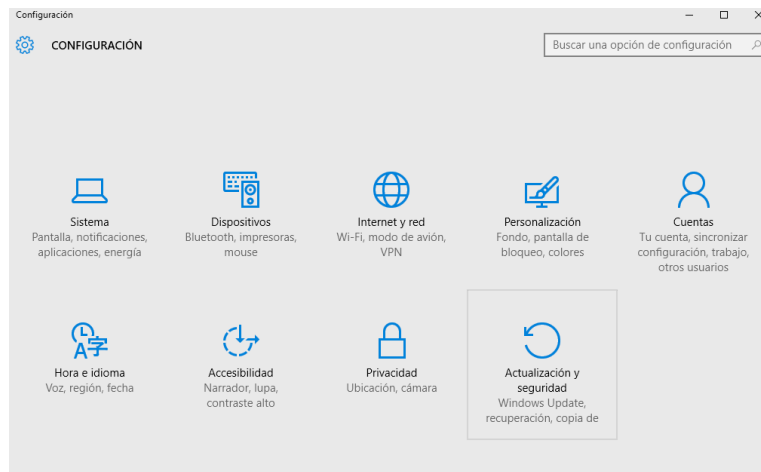 Configuración
CONFIGURACIÓN
Buscar una opción de configuración
Sistema
Pantalla, notificaciones,
aplicaciones, energía
Dispositivos
Bluetooth, impresoras,
mouse
Internet y red
Wi-Fi, modo de avión,
VPN
Personalización
Fondo, pantalla de
bloqueo, colores
Cuentas
Tu cuenta, sincronizar
configuración, trabajo,
otros usuarios
Hora e idioma
Voz, región, fecha
Accesibilidad
Narrador, lupa,
contraste alto
Privacidad
Ubicación, cámara
Actualización y
seguridad
Windows Update,
recuperación, copia de